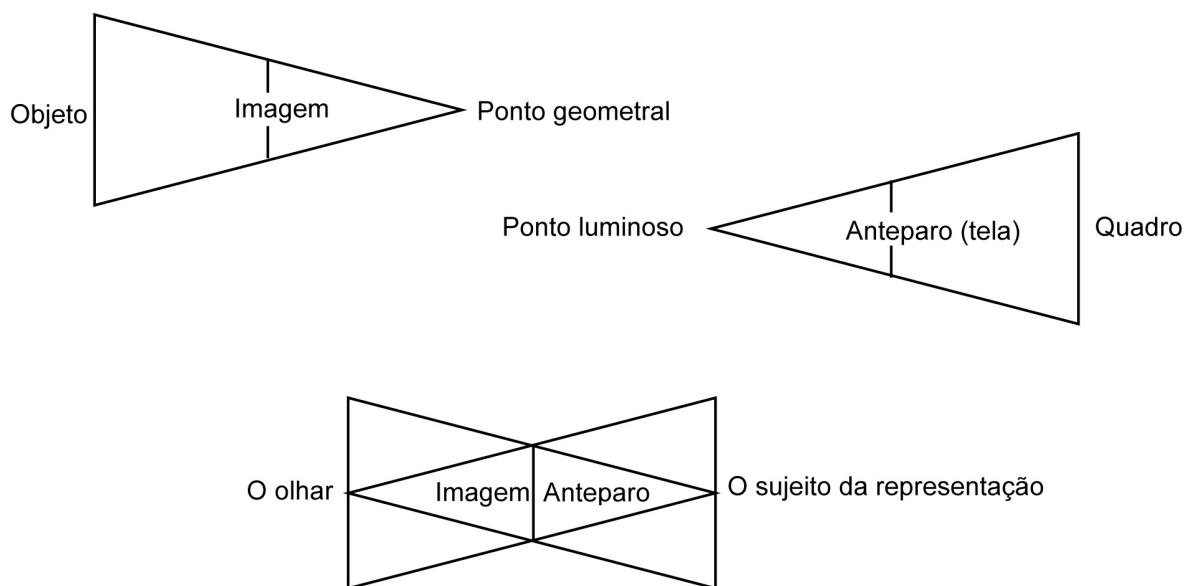 Objeto
Imagem
Ponto geometral
Ponto luminoso
Anteparo (tela)
Quadro
O olhar
Imagem
Anteparo
O sujeito da representação